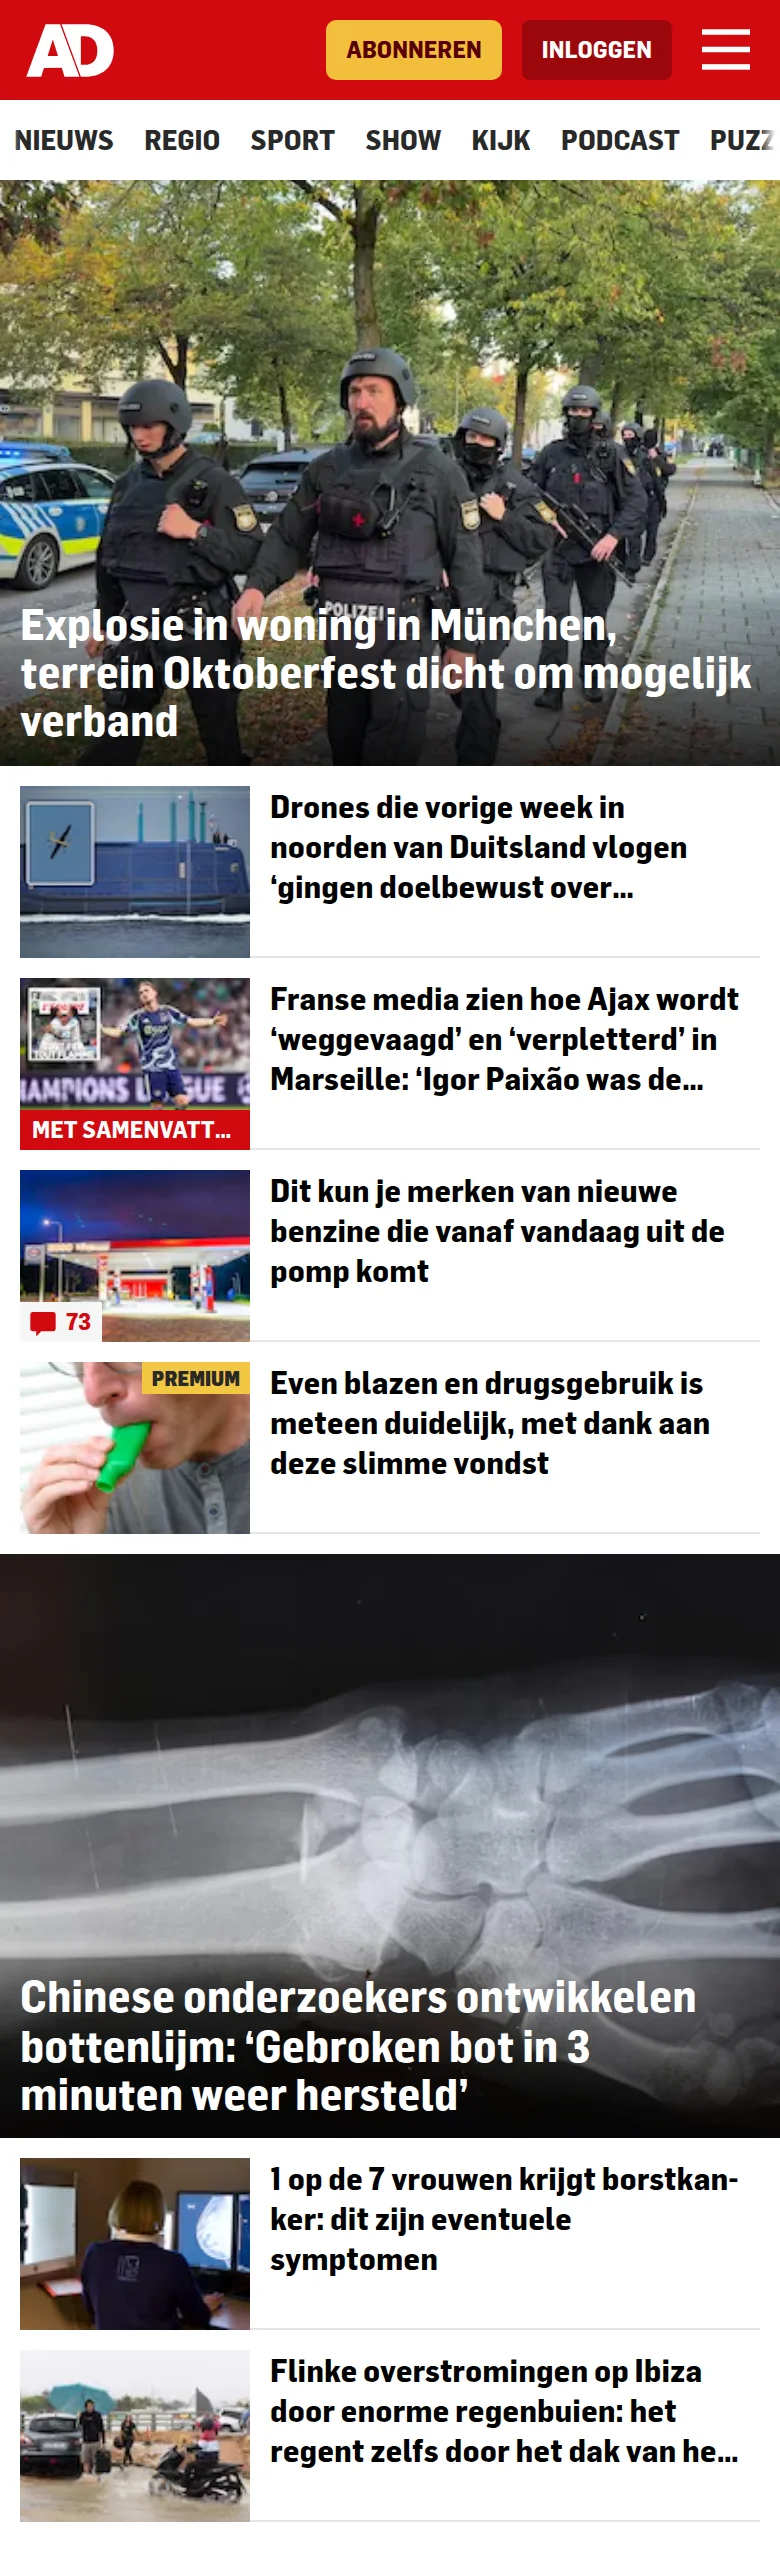 AD
ABONNEREN
INLOGGEN
NIEUWS REGIO SPORT SHOW KIJK PODCAST PUZZ
POLIZEI
Explosie in woning in München,
terrein Oktoberfest dicht om mogelijk
verband
Drones die vorige week in
noorden van Duitsland vlogen
‘gingen doelbewust over...
Franse media zien hoe Ajax wordt
‘weggevaagd’ en ‘verpletterd’ in
Marseille: ‘Igor Paixão was de...
MET SAMENVATT...
Dit kun je merken van nieuwe
benzine die vanaf vandaag uit de
pomp komt
73
PREMIUM
Even blazen en drugsgebruik is
meteen duidelijk, met dank aan
deze slimme vondst
Chinese onderzoekers ontwikkelen
bottenlijm: ‘Gebroken bot in 3
minuten weer hersteld’
1 op de 7 vrouwen krijgt borstkan-
ker: dit zijn eventuele
symptomen
Flinke overstromingen op Ibiza
door enorme regenbuien: het
regent zelfs door het dak van he...